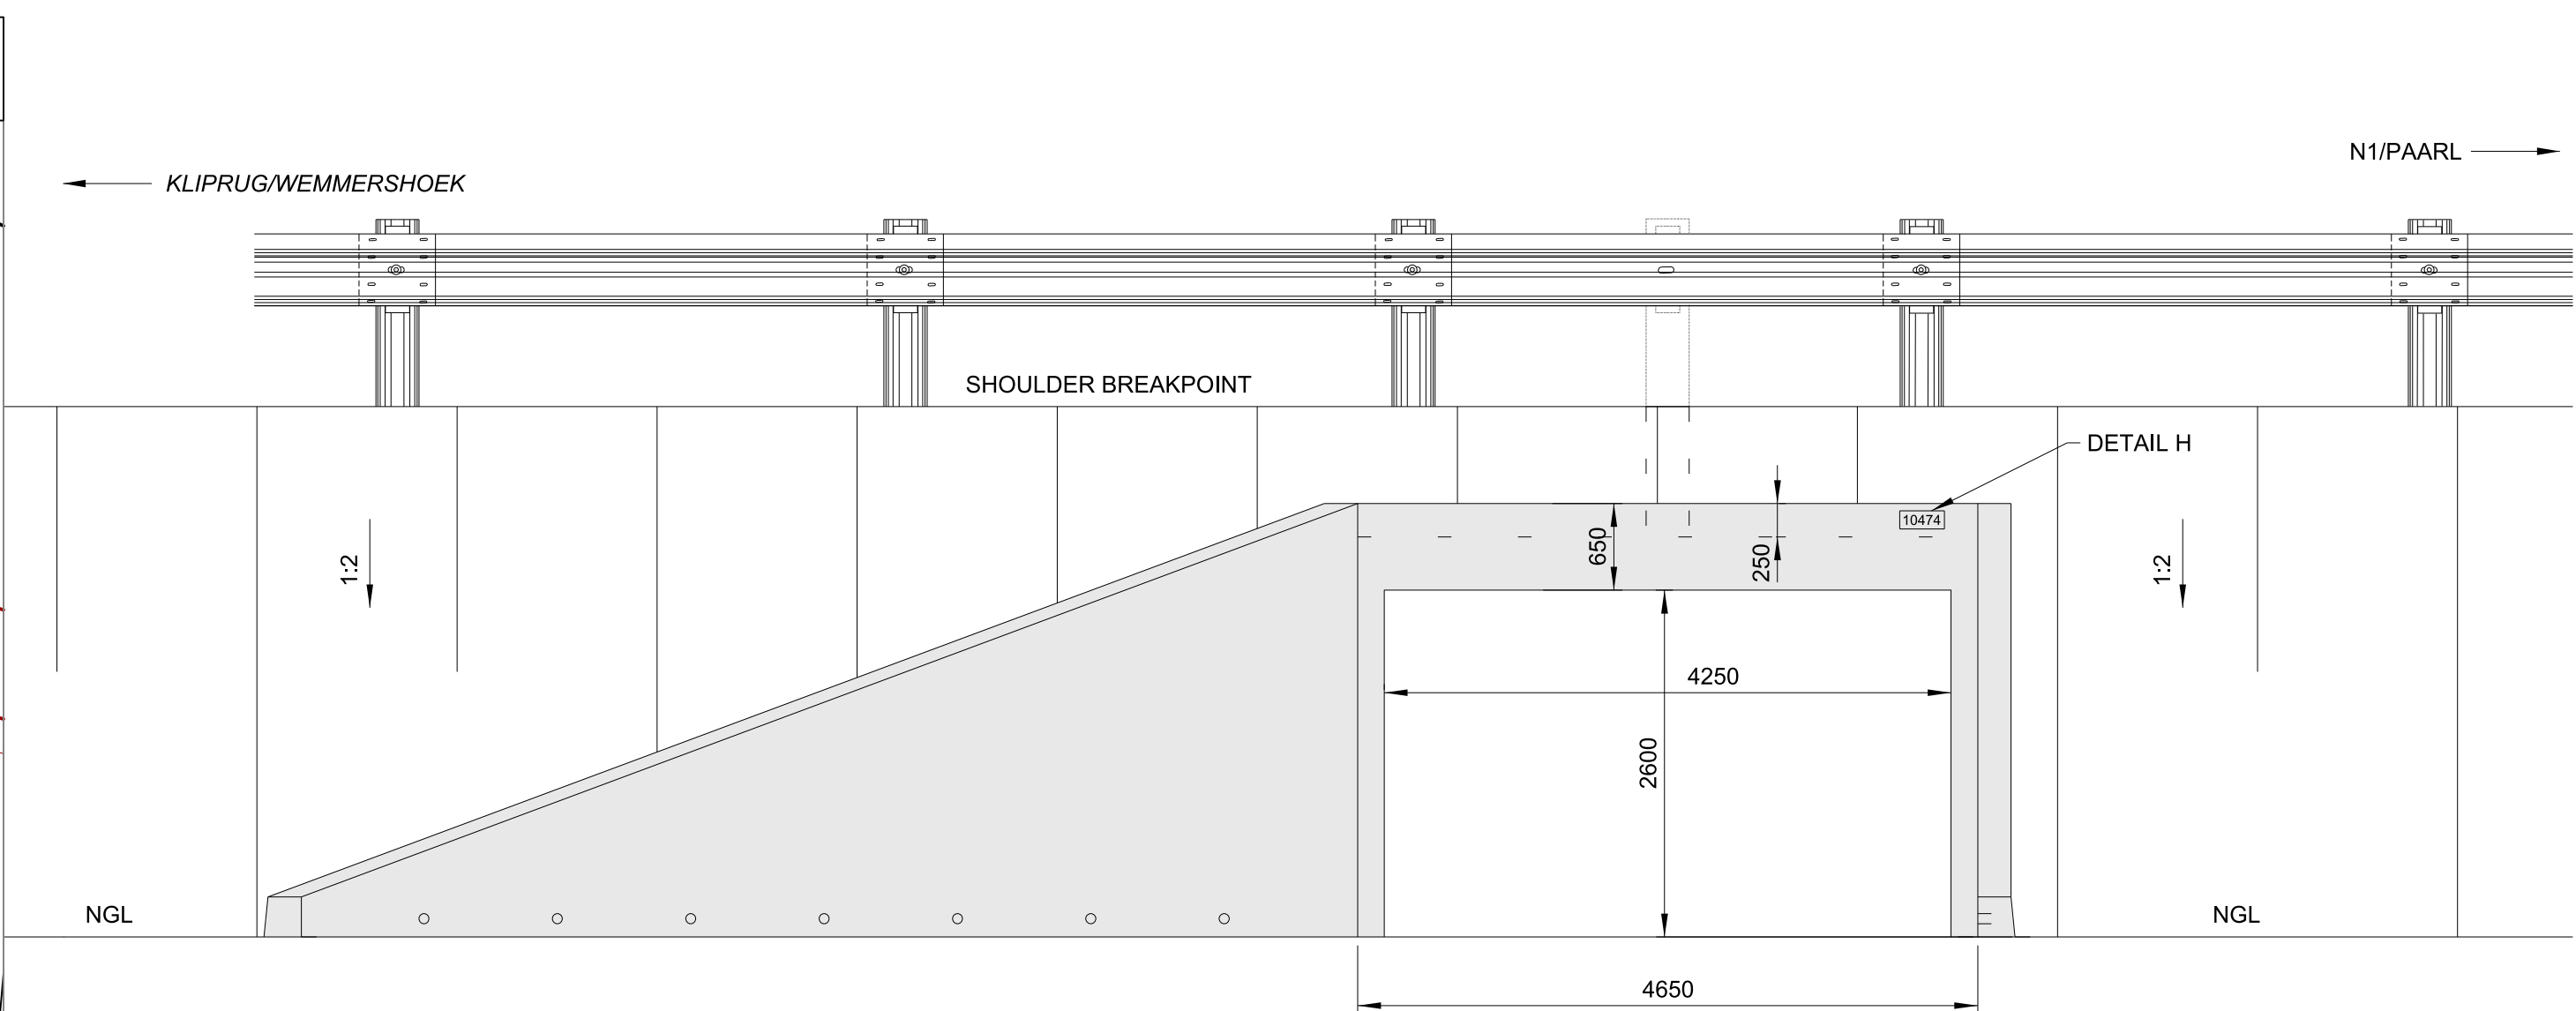 N1/PAARL
KLIPRUG/WEMMERSHOEK
SHOULDER BREAKPOINT
DETAIL H
10474
650
250
1:2
1:2
4250
2600
NGL
NGL
4650